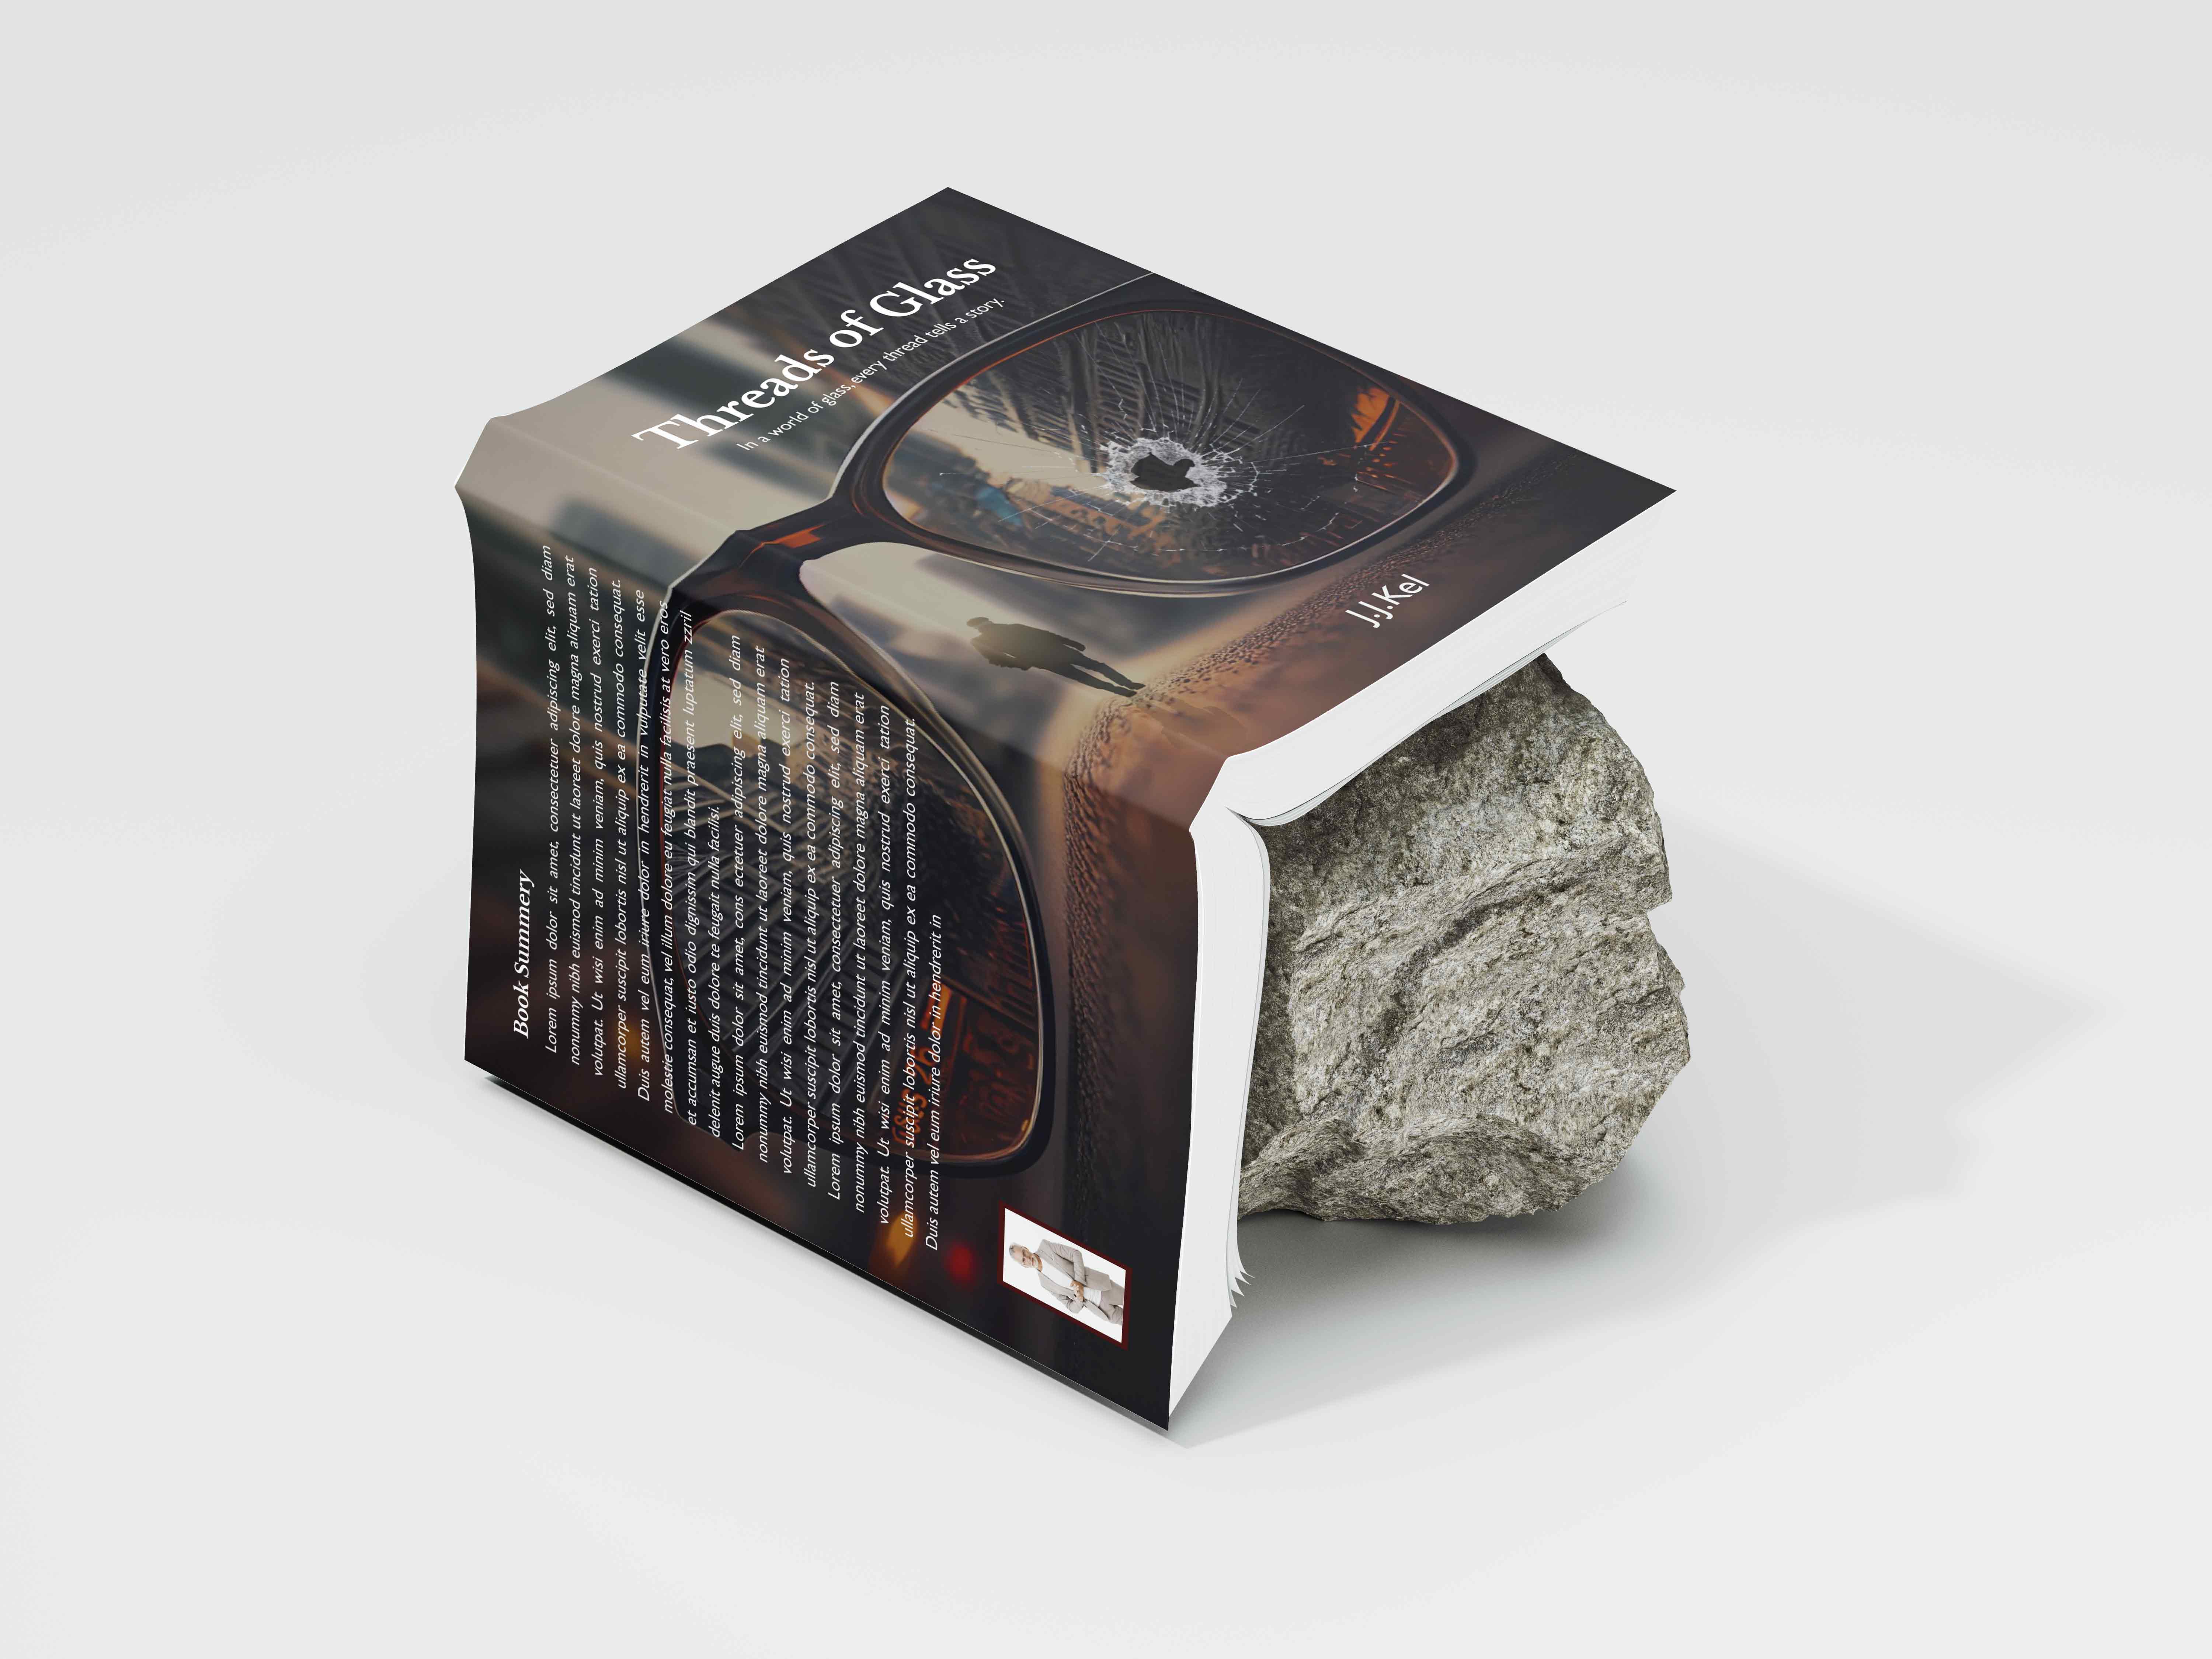 Threads of Glass
In a world of glass, every thread tells a story.
J.J.Kel
Book Summery
Lorem ipsum dolor sit amet, consectetuer adipiscing elit, sed diam
nonummy nibh euismod tincidunt ut laoreet dolore magna aliquam erat
volutpat. Ut wisi enim ad minim veniam, quis nostrud exerci tation
ullamcorper suscipit lobortis nisl ut aliquip ex ea commodo consequat.
Duis autem vel eum iriure dolor in hendrerit in vulputate velit esse
molestie consequat, vel illum dolore eu feugiat nulla facilisis at vero eros
et accumsan et iusto odio dignissim qui blandit praesent luptatum zzril
delenit augue duis dolore te feugait nulla facilisi.
Lorem ipsum dolor sit amet, cons ectetuer adipiscing elit, sed diam
nonummy nibh euismod tincidunt ut laoreet dolore magna aliquam erat
volutpat. Ut wisi enim ad minim veniam, quis nostrud exerci tation
ullamcorper suscipit lobortis nisl ut aliquip ex ea commodo consequat.
Lorem ipsum dolor sit amet, consectetuer adipiscing elit, sed diam
nonummy nibh euismod tincidunt ut laoreet dolore magna aliquam erat
volutpat. Ut wisi enim ad minim veniam, quis nostrud exerci tation
ullamcorper suscipit lobortis nisl ut aliquip ex ea commodo consequat.
Duis autem vel eum iriure dolor in hendrerit in